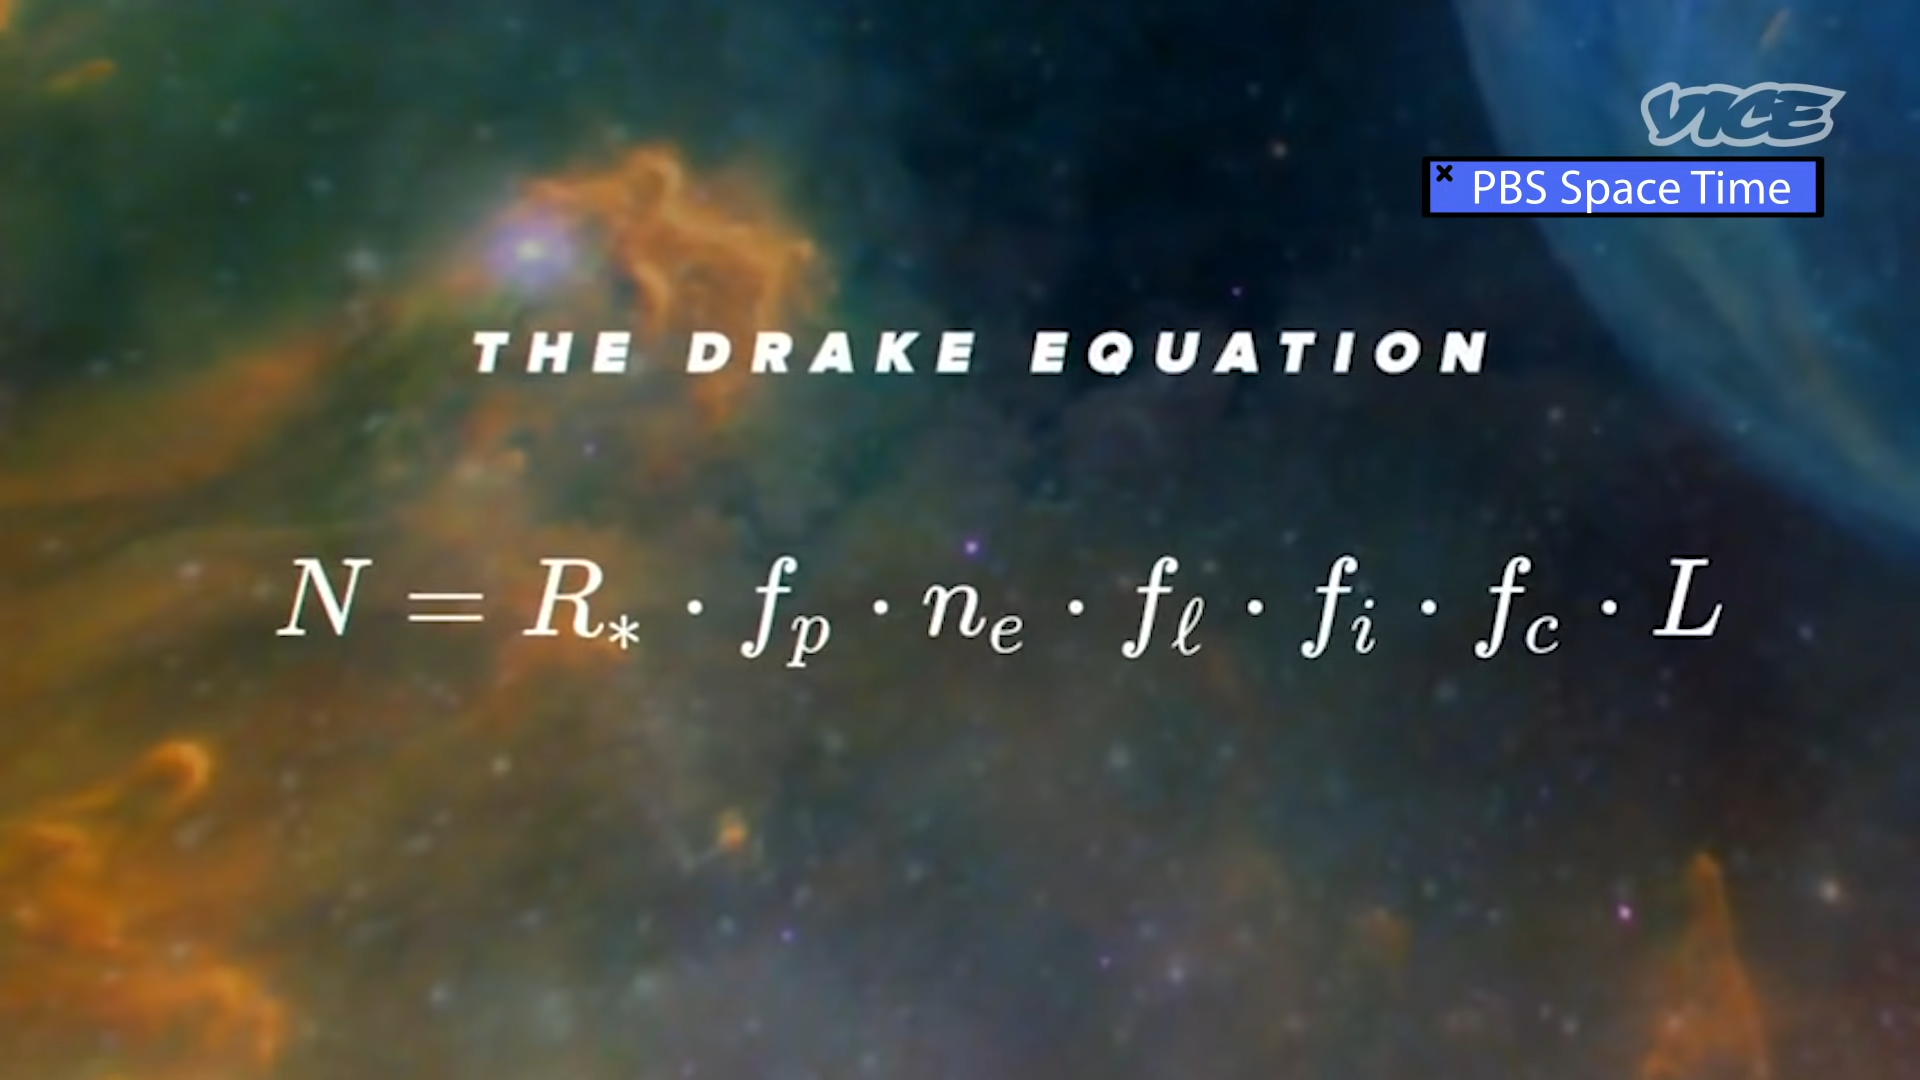 VICE
× PBS Space Time
THE DRAKE EQUATION
N = R* · fp · ne · fℓ · fi · fc · L